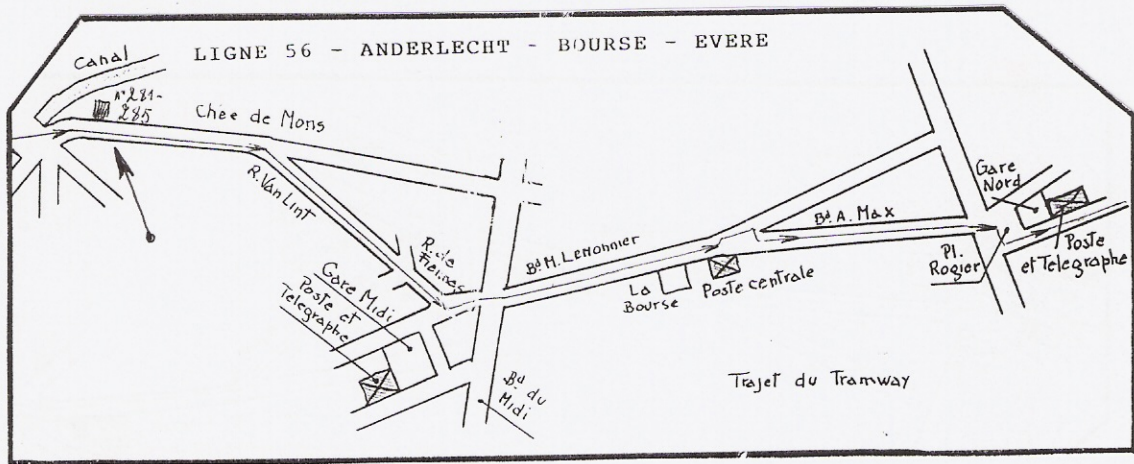 LIGNE 56 - ANDERLECHT - BOURSE - EVERE
Canal
N°281-
285
Chée de Mons
R. Van Lint
R. de
Fiennes
Gare Midi
Poste et
Télégraphe
Bd M. Lemonnier
La
Bourse
Poste centrale
Bd. A. Max
Gare
Nord
Pl.
Rogier
Poste
et Telegraphe
Bd du
Midi
Trajet du Tramway